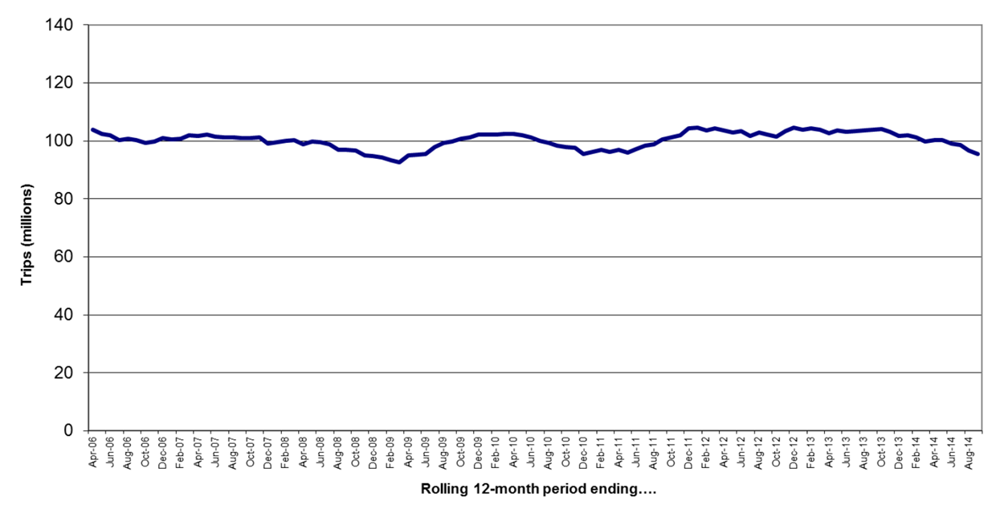 140
120
100
80
60
40
20
0
Trips (millions)
Apr-06
Jun-06
Aug-06
Oct-06
Dec-06
Feb-07
Apr-07
Jun-07
Aug-07
Oct-07
Dec-07
Feb-08
Apr-08
Jun-08
Aug-08
Oct-08
Dec-08
Feb-09
Apr-09
Jun-09
Aug-09
Oct-09
Dec-09
Feb-10
Apr-10
Jun-10
Aug-10
Oct-10
Dec-10
Feb-11
Apr-11
Jun-11
Aug-11
Oct-11
Dec-11
Feb-12
Apr-12
Jun-12
Aug-12
Oct-12
Dec-12
Feb-13
Apr-13
Jun-13
Aug-13
Oct-13
Dec-13
Feb-14
Apr-14
Jun-14
Aug-14
Rolling 12-month period ending....